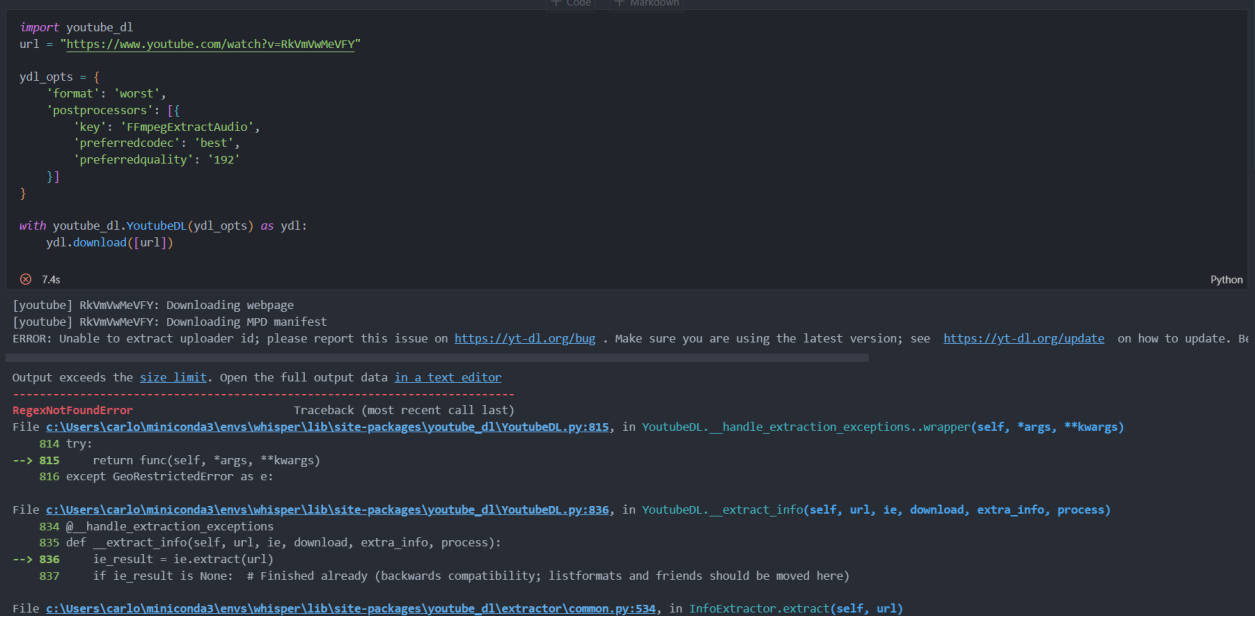 + Code + Markdown
import youtube_dl
url = "https://www.youtube.com/watch?v=RkVmVwMeVFY"
ydl_opts = {
    'format': 'worst',
    'postprocessors': [{
        'key': 'FFmpegExtractAudio',
        'preferredcodec': 'best',
        'preferredquality': '192'
    }]
}
with youtube_dl.YoutubeDL(ydl_opts) as ydl:
    ydl.download([url])
7.4s Python
[youtube] RkVmVwMeVFY: Downloading webpage
[youtube] RkVmVwMeVFY: Downloading MPD manifest
ERROR: Unable to extract uploader id; please report this issue on https://yt-dl.org/bug . Make sure you are using the latest version; see  https://yt-dl.org/update  on how to update. Be
Output exceeds the size limit. Open the full output data in a text editor
---------------------------------------------------------------------------
RegexNotFoundError                        Traceback (most recent call last)
File c:\Users\carlo\miniconda3\envs\whisper\lib\site-packages\youtube_dl\YoutubeDL.py:815, in YoutubeDL.__handle_extraction_exceptions..wrapper(self, *args, **kwargs)
    814 try:
--> 815     return func(self, *args, **kwargs)
    816 except GeoRestrictedError as e:
File c:\Users\carlo\miniconda3\envs\whisper\lib\site-packages\youtube_dl\YoutubeDL.py:836, in YoutubeDL.__extract_info(self, url, ie, download, extra_info, process)
    834 @__handle_extraction_exceptions
    835 def __extract_info(self, url, ie, download, extra_info, process):
--> 836     ie_result = ie.extract(url)
    837     if ie_result is None:  # Finished already (backwards compatibility; listformats and friends should be moved here)
File c:\Users\carlo\miniconda3\envs\whisper\lib\site-packages\youtube_dl\extractor\common.py:534, in InfoExtractor.extract(self, url)